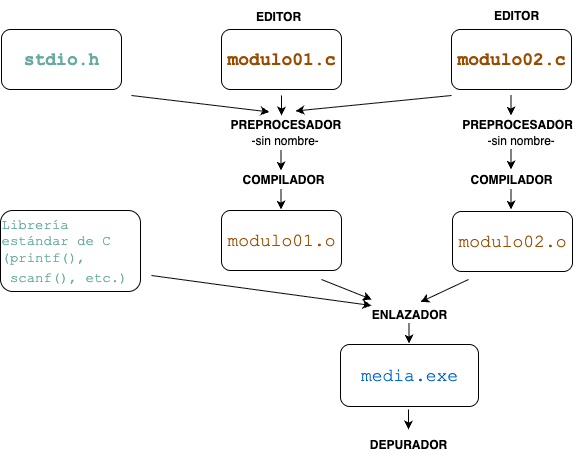 EDITOR
EDITOR
stdio.h
modulo01.c
modulo02.c
PREPROCESADOR
-sin nombre-
PREPROCESADOR
-sin nombre-
COMPILADOR
COMPILADOR
Librería
estándar de C
(printf(),
scanf(), etc.)
modulo01.o
modulo02.o
ENLAZADOR
media.exe
DEPURADOR